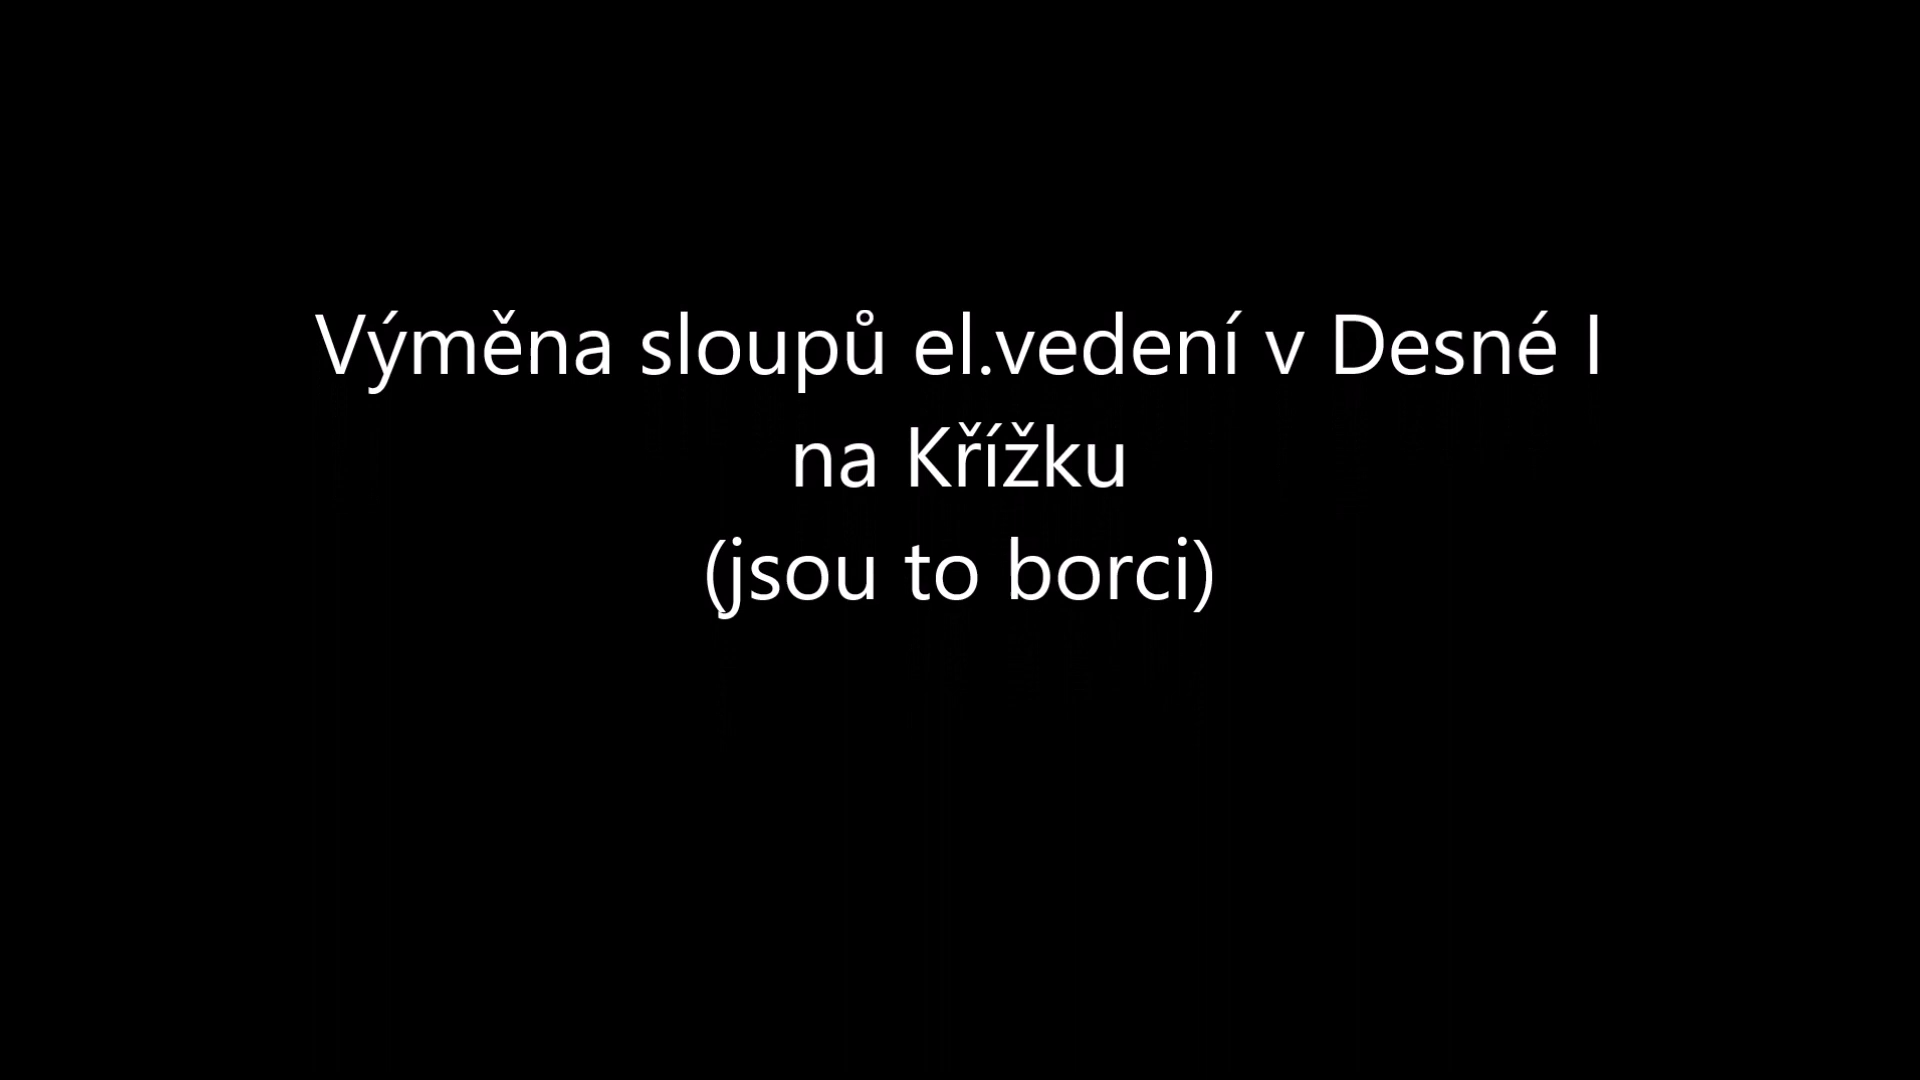 Výměna sloupů el.vedení v Desné I
na Křížku
(jsou to borci)